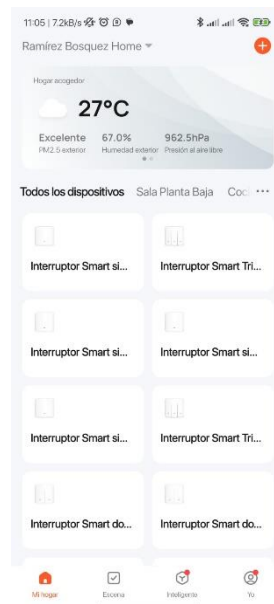 11:05 | 7.2kB/s
Ramírez Bosquez Home
Hogar acogedor
27°C
Excelente 67.0% 962.5hPa
PM2.5 exterior Humedad exterior Presión al aire libre
Todos los dispositivos Sala Planta Baja Coc ...
Interruptor Smart si... Interruptor Smart Tri...
Interruptor Smart si... Interruptor Smart si...
Interruptor Smart si... Interruptor Smart Tri...
Interruptor Smart do... Interruptor Smart do...
Mi hogar Escena Inteligente Yo